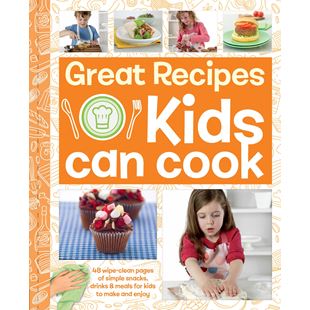 Great Recipes
Kids
can cook
48 wipe-clean pages
of simple snacks,
drinks & meals for kids
to make and enjoy